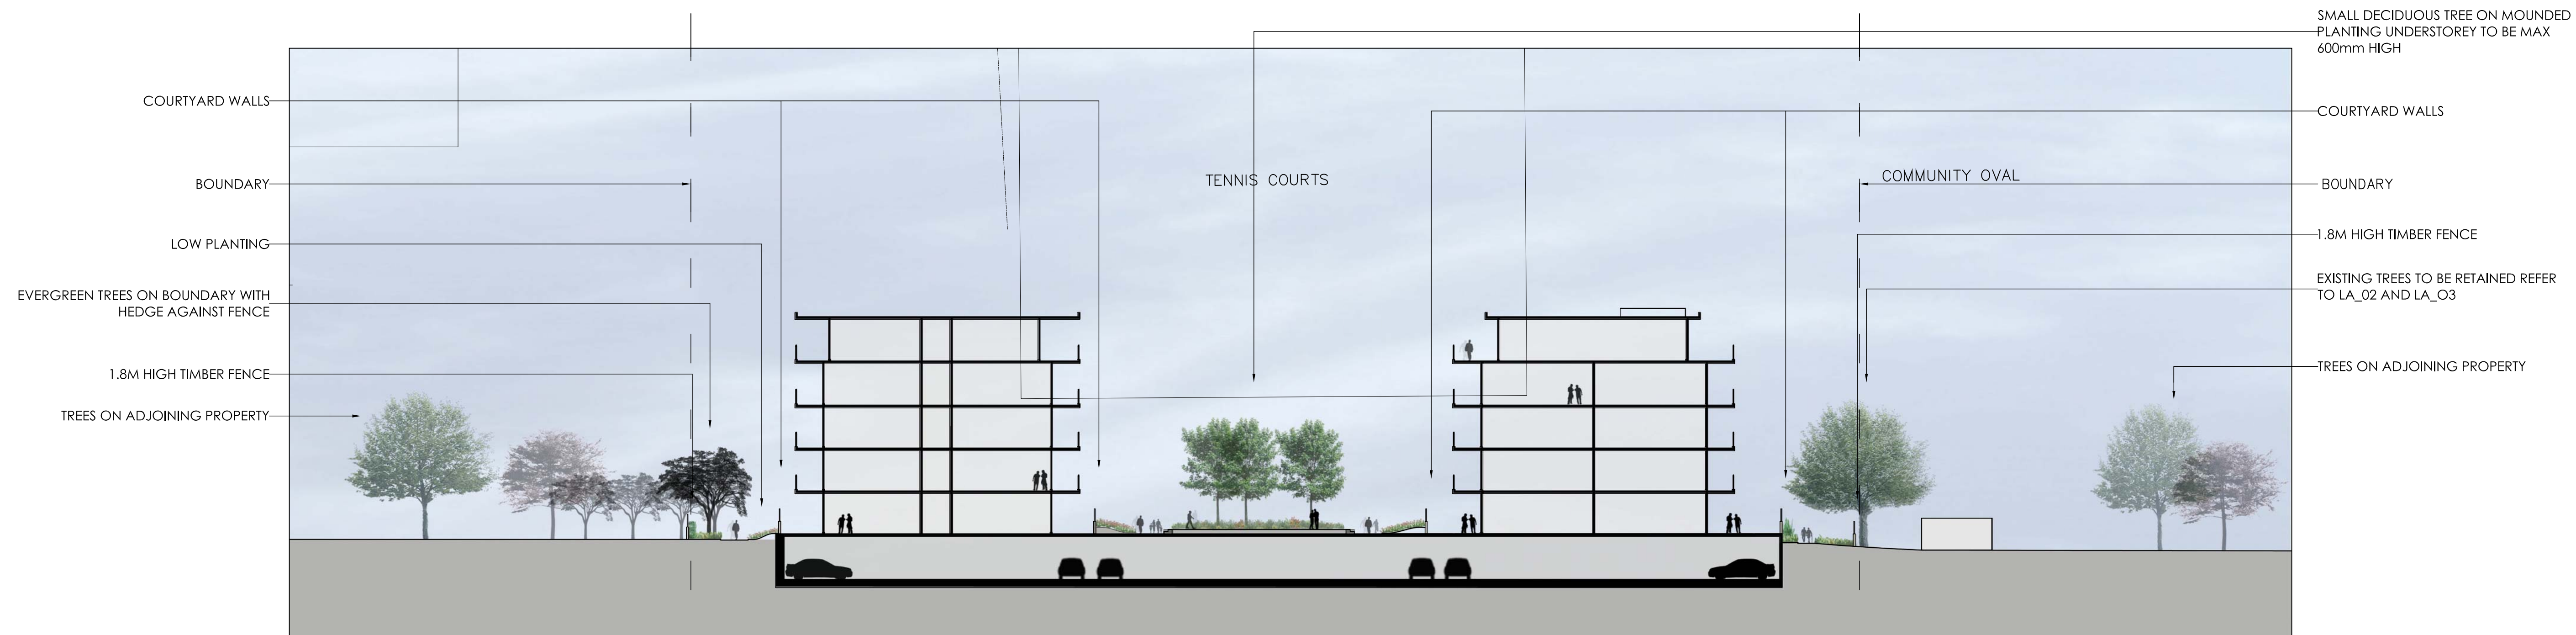 COURTYARD WALLS
BOUNDARY
LOW PLANTING
EVERGREEN TREES ON BOUNDARY WITH
HEDGE AGAINST FENCE
1.8M HIGH TIMBER FENCE
TREES ON ADJOINING PROPERTY
TENNIS COURTS
COMMUNITY OVAL
SMALL DECIDUOUS TREE ON MOUNDED
PLANTING UNDERSTOREY TO BE MAX
600mm HIGH
COURTYARD WALLS
BOUNDARY
1.8M HIGH TIMBER FENCE
EXISTING TREES TO BE RETAINED REFER
TO LA_02 AND LA_O3
TREES ON ADJOINING PROPERTY